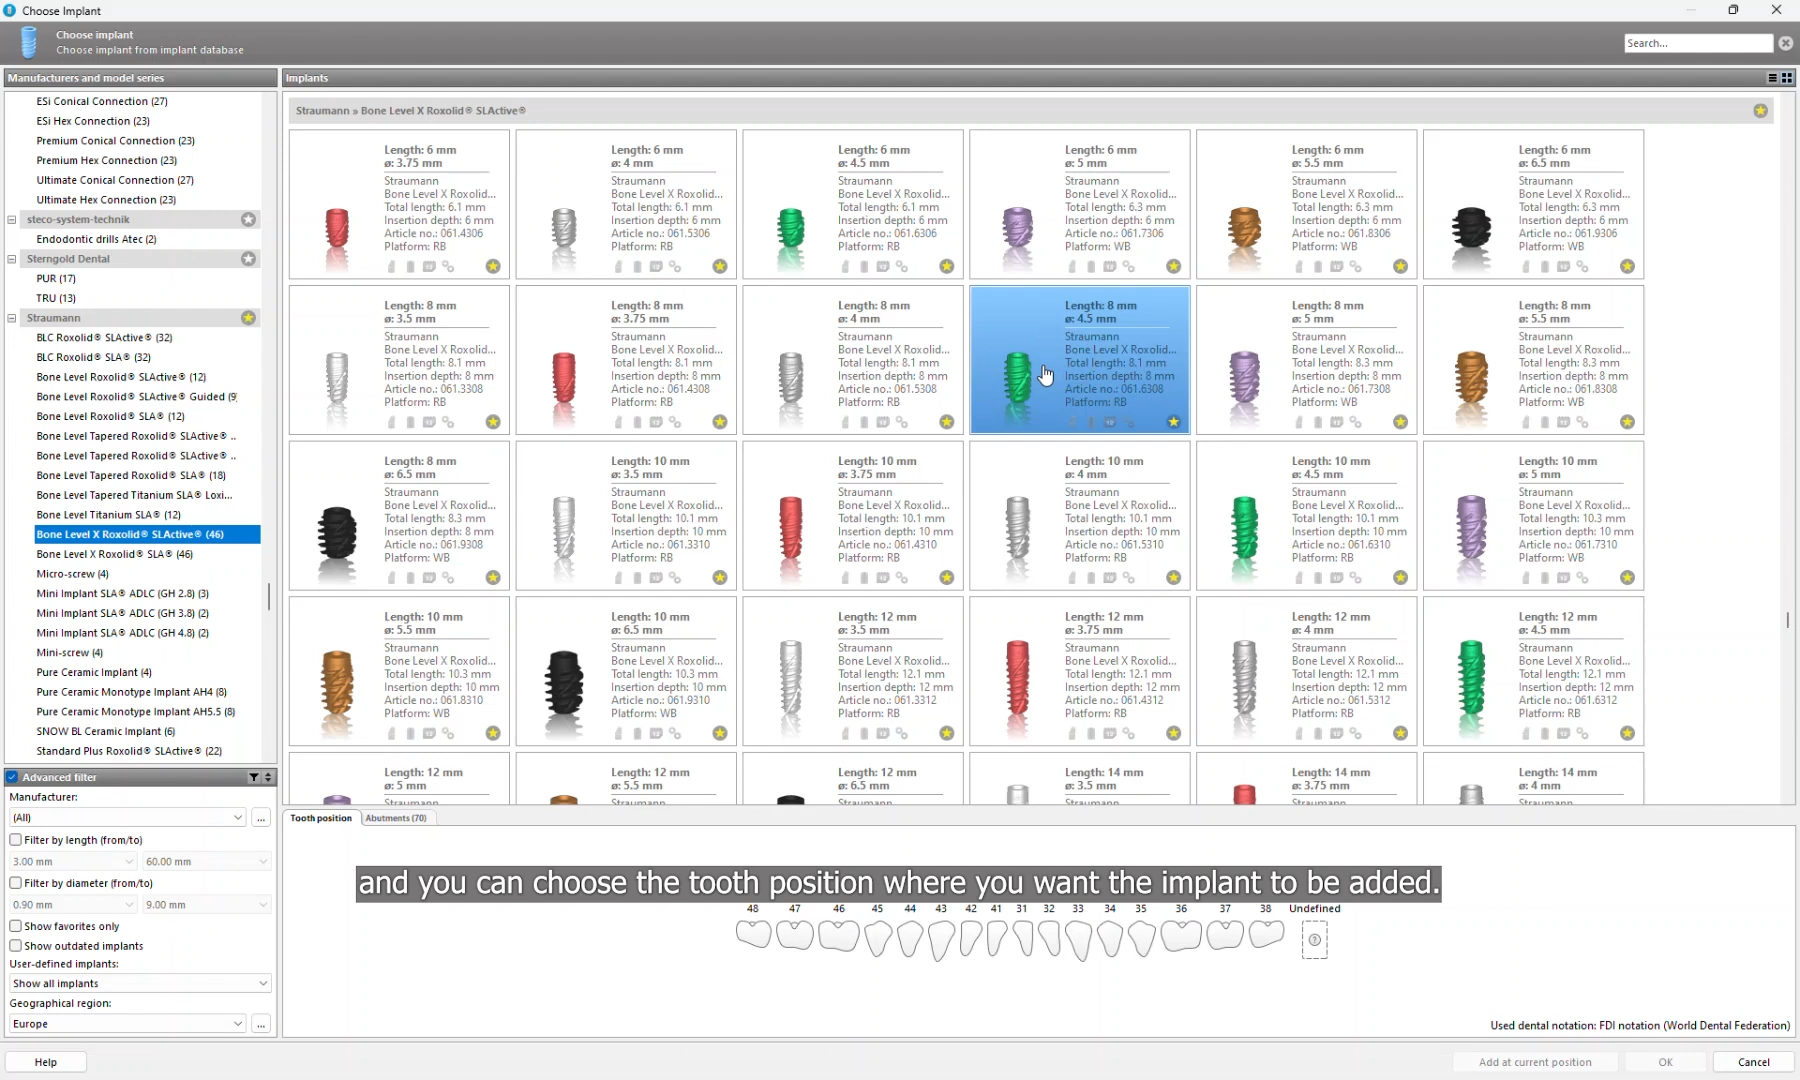 Choose Implant
Choose implant
Choose implant from implant database
Search...
Manufacturers and model series
ESi Conical Connection (27)
ESi Hex Connection (23)
Premium Conical Connection (23)
Premium Hex Connection (23)
Ultimate Conical Connection (27)
Ultimate Hex Connection (23)
steco-system-technik
Endodontic drills Atec (2)
Sterngold Dental
PUR (17)
TRU (13)
Straumann
BLC Roxolid® SLActive® (32)
BLC Roxolid® SLA® (32)
Bone Level Roxolid® SLActive® (12)
Bone Level Roxolid® SLActive® Guided (9
Bone Level Roxolid® SLA® (12)
Bone Level Tapered Roxolid® SLActive® ..
Bone Level Tapered Roxolid® SLActive® ..
Bone Level Tapered Roxolid® SLA® (18)
Bone Level Tapered Titanium SLA® Loxi...
Bone Level Titanium SLA® (12)
Bone Level X Roxolid® SLActive® (46)
Bone Level X Roxolid® SLA® (46)
Micro-screw (4)
Mini Implant SLA® ADLC (GH 2.8) (3)
Mini Implant SLA® ADLC (GH 3.8) (2)
Mini Implant SLA® ADLC (GH 4.8) (2)
Mini-screw (4)
Pure Ceramic Implant (4)
Pure Ceramic Monotype Implant AH4 (8)
Pure Ceramic Monotype Implant AH5.5 (8)
SNOW BL Ceramic Implant (6)
Standard Plus Roxolid® SLActive® (22)
Advanced filter
Manufacturer:
(All)
...
Filter by length (from/to)
3.00 mm 60.00 mm
Filter by diameter (from/to)
0.90 mm 9.00 mm
Show favorites only
Show outdated implants
User-defined implants:
Show all implants
Geographical region:
Europe
...
Implants
Straumann » Bone Level X Roxolid® SLActive®
Length: 6 mm
ø: 3.75 mm
Straumann
Bone Level X Roxolid...
Total length: 6.1 mm
Insertion depth: 6 mm
Article no.: 061.4306
Platform: RB
Length: 6 mm
ø: 4 mm
Straumann
Bone Level X Roxolid...
Total length: 6.1 mm
Insertion depth: 6 mm
Article no.: 061.5306
Platform: RB
Length: 6 mm
ø: 4.5 mm
Straumann
Bone Level X Roxolid...
Total length: 6.1 mm
Insertion depth: 6 mm
Article no.: 061.6306
Platform: RB
Length: 6 mm
ø: 5 mm
Straumann
Bone Level X Roxolid...
Total length: 6.3 mm
Insertion depth: 6 mm
Article no.: 061.7306
Platform: WB
Length: 6 mm
ø: 5.5 mm
Straumann
Bone Level X Roxolid...
Total length: 6.3 mm
Insertion depth: 6 mm
Article no.: 061.8306
Platform: WB
Length: 6 mm
ø: 6.5 mm
Straumann
Bone Level X Roxolid...
Total length: 6.3 mm
Insertion depth: 6 mm
Article no.: 061.9306
Platform: WB
Length: 8 mm
ø: 3.5 mm
Straumann
Bone Level X Roxolid...
Total length: 8.1 mm
Insertion depth: 8 mm
Article no.: 061.3308
Platform: RB
Length: 8 mm
ø: 3.75 mm
Straumann
Bone Level X Roxolid...
Total length: 8.1 mm
Insertion depth: 8 mm
Article no.: 061.4308
Platform: RB
Length: 8 mm
ø: 4 mm
Straumann
Bone Level X Roxolid...
Total length: 8.1 mm
Insertion depth: 8 mm
Article no.: 061.5308
Platform: RB
Length: 8 mm
ø: 4.5 mm
Straumann
Bone Level X Roxolid...
Total length: 8.1 mm
Insertion depth: 8 mm
Article no.: 061.6308
Platform: RB
Length: 8 mm
ø: 5 mm
Straumann
Bone Level X Roxolid...
Total length: 8.3 mm
Insertion depth: 8 mm
Article no.: 061.7308
Platform: WB
Length: 8 mm
ø: 5.5 mm
Straumann
Bone Level X Roxolid...
Total length: 8.3 mm
Insertion depth: 8 mm
Article no.: 061.8308
Platform: WB
Length: 8 mm
ø: 6.5 mm
Straumann
Bone Level X Roxolid...
Total length: 8.3 mm
Insertion depth: 8 mm
Article no.: 061.9308
Platform: WB
Length: 10 mm
ø: 3.5 mm
Straumann
Bone Level X Roxolid...
Total length: 10.1 mm
Insertion depth: 10 mm
Article no.: 061.3310
Platform: RB
Length: 10 mm
ø: 3.75 mm
Straumann
Bone Level X Roxolid...
Total length: 10.1 mm
Insertion depth: 10 mm
Article no.: 061.4310
Platform: RB
Length: 10 mm
ø: 4 mm
Straumann
Bone Level X Roxolid...
Total length: 10.1 mm
Insertion depth: 10 mm
Article no.: 061.5310
Platform: RB
Length: 10 mm
ø: 4.5 mm
Straumann
Bone Level X Roxolid...
Total length: 10.1 mm
Insertion depth: 10 mm
Article no.: 061.6310
Platform: RB
Length: 10 mm
ø: 5 mm
Straumann
Bone Level X Roxolid...
Total length: 10.3 mm
Insertion depth: 10 mm
Article no.: 061.7310
Platform: WB
Length: 10 mm
ø: 5.5 mm
Straumann
Bone Level X Roxolid...
Total length: 10.3 mm
Insertion depth: 10 mm
Article no.: 061.8310
Platform: WB
Length: 10 mm
ø: 6.5 mm
Straumann
Bone Level X Roxolid...
Total length: 10.3 mm
Insertion depth: 10 mm
Article no.: 061.9310
Platform: WB
Length: 12 mm
ø: 3.5 mm
Straumann
Bone Level X Roxolid...
Total length: 12.1 mm
Insertion depth: 12 mm
Article no.: 061.3312
Platform: RB
Length: 12 mm
ø: 3.75 mm
Straumann
Bone Level X Roxolid...
Total length: 12.1 mm
Insertion depth: 12 mm
Article no.: 061.4312
Platform: RB
Length: 12 mm
ø: 4 mm
Straumann
Bone Level X Roxolid...
Total length: 12.1 mm
Insertion depth: 12 mm
Article no.: 061.5312
Platform: RB
Length: 12 mm
ø: 4.5 mm
Straumann
Bone Level X Roxolid...
Total length: 12.1 mm
Insertion depth: 12 mm
Article no.: 061.6312
Platform: RB
Length: 12 mm
ø: 5 mm
Straumann
Length: 12 mm
ø: 5.5 mm
Straumann
Length: 12 mm
ø: 6.5 mm
Straumann
Length: 14 mm
ø: 3.5 mm
Straumann
Length: 14 mm
ø: 3.75 mm
Straumann
Length: 14 mm
ø: 4 mm
Straumann
Tooth position Abutments (70)
and you can choose the tooth position where you want the implant to be added.
48 47 46 45 44 43 42 41 31 32 33 34 35 36 37 38 Undefined
?
Used dental notation: FDI notation (World Dental Federation)
Help Add at current position OK Cancel